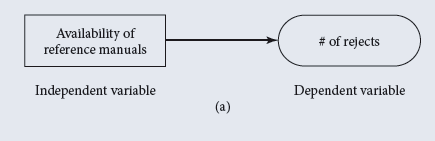 Availability of
reference manuals
# of rejects
Independent variable
Dependent variable
(a)